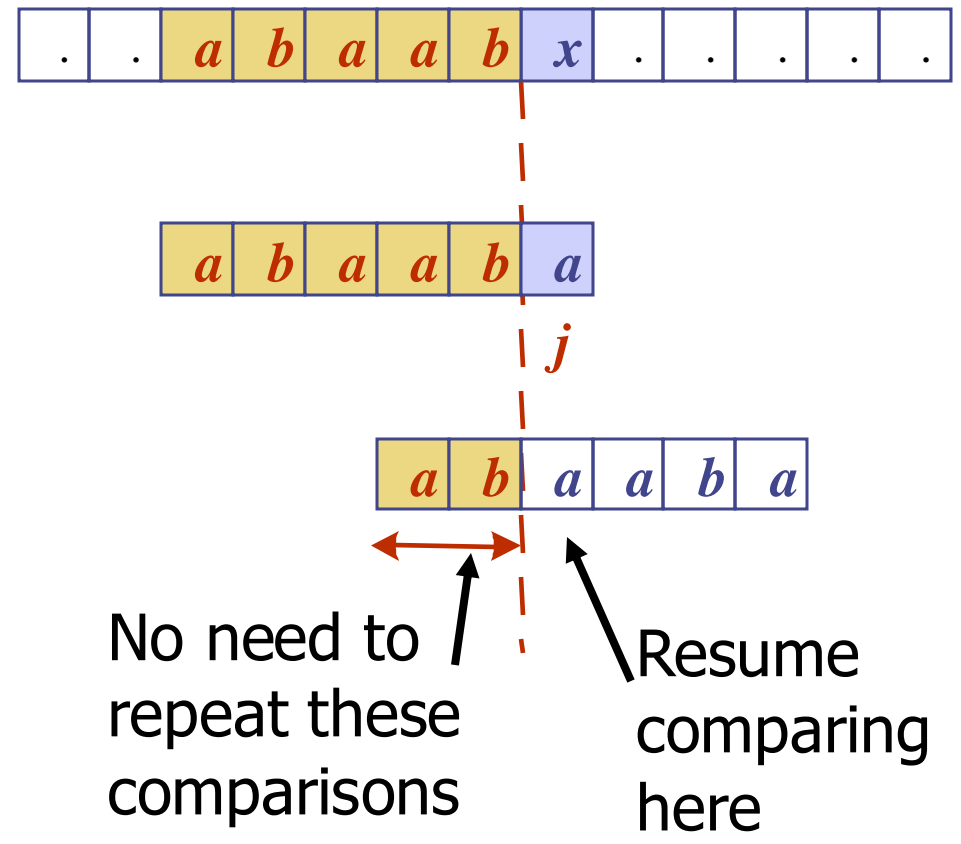 . . a b a a b x . . . . .
a b a a b a
j
a b a a b a
No need to
repeat these
comparisons
Resume
comparing
here